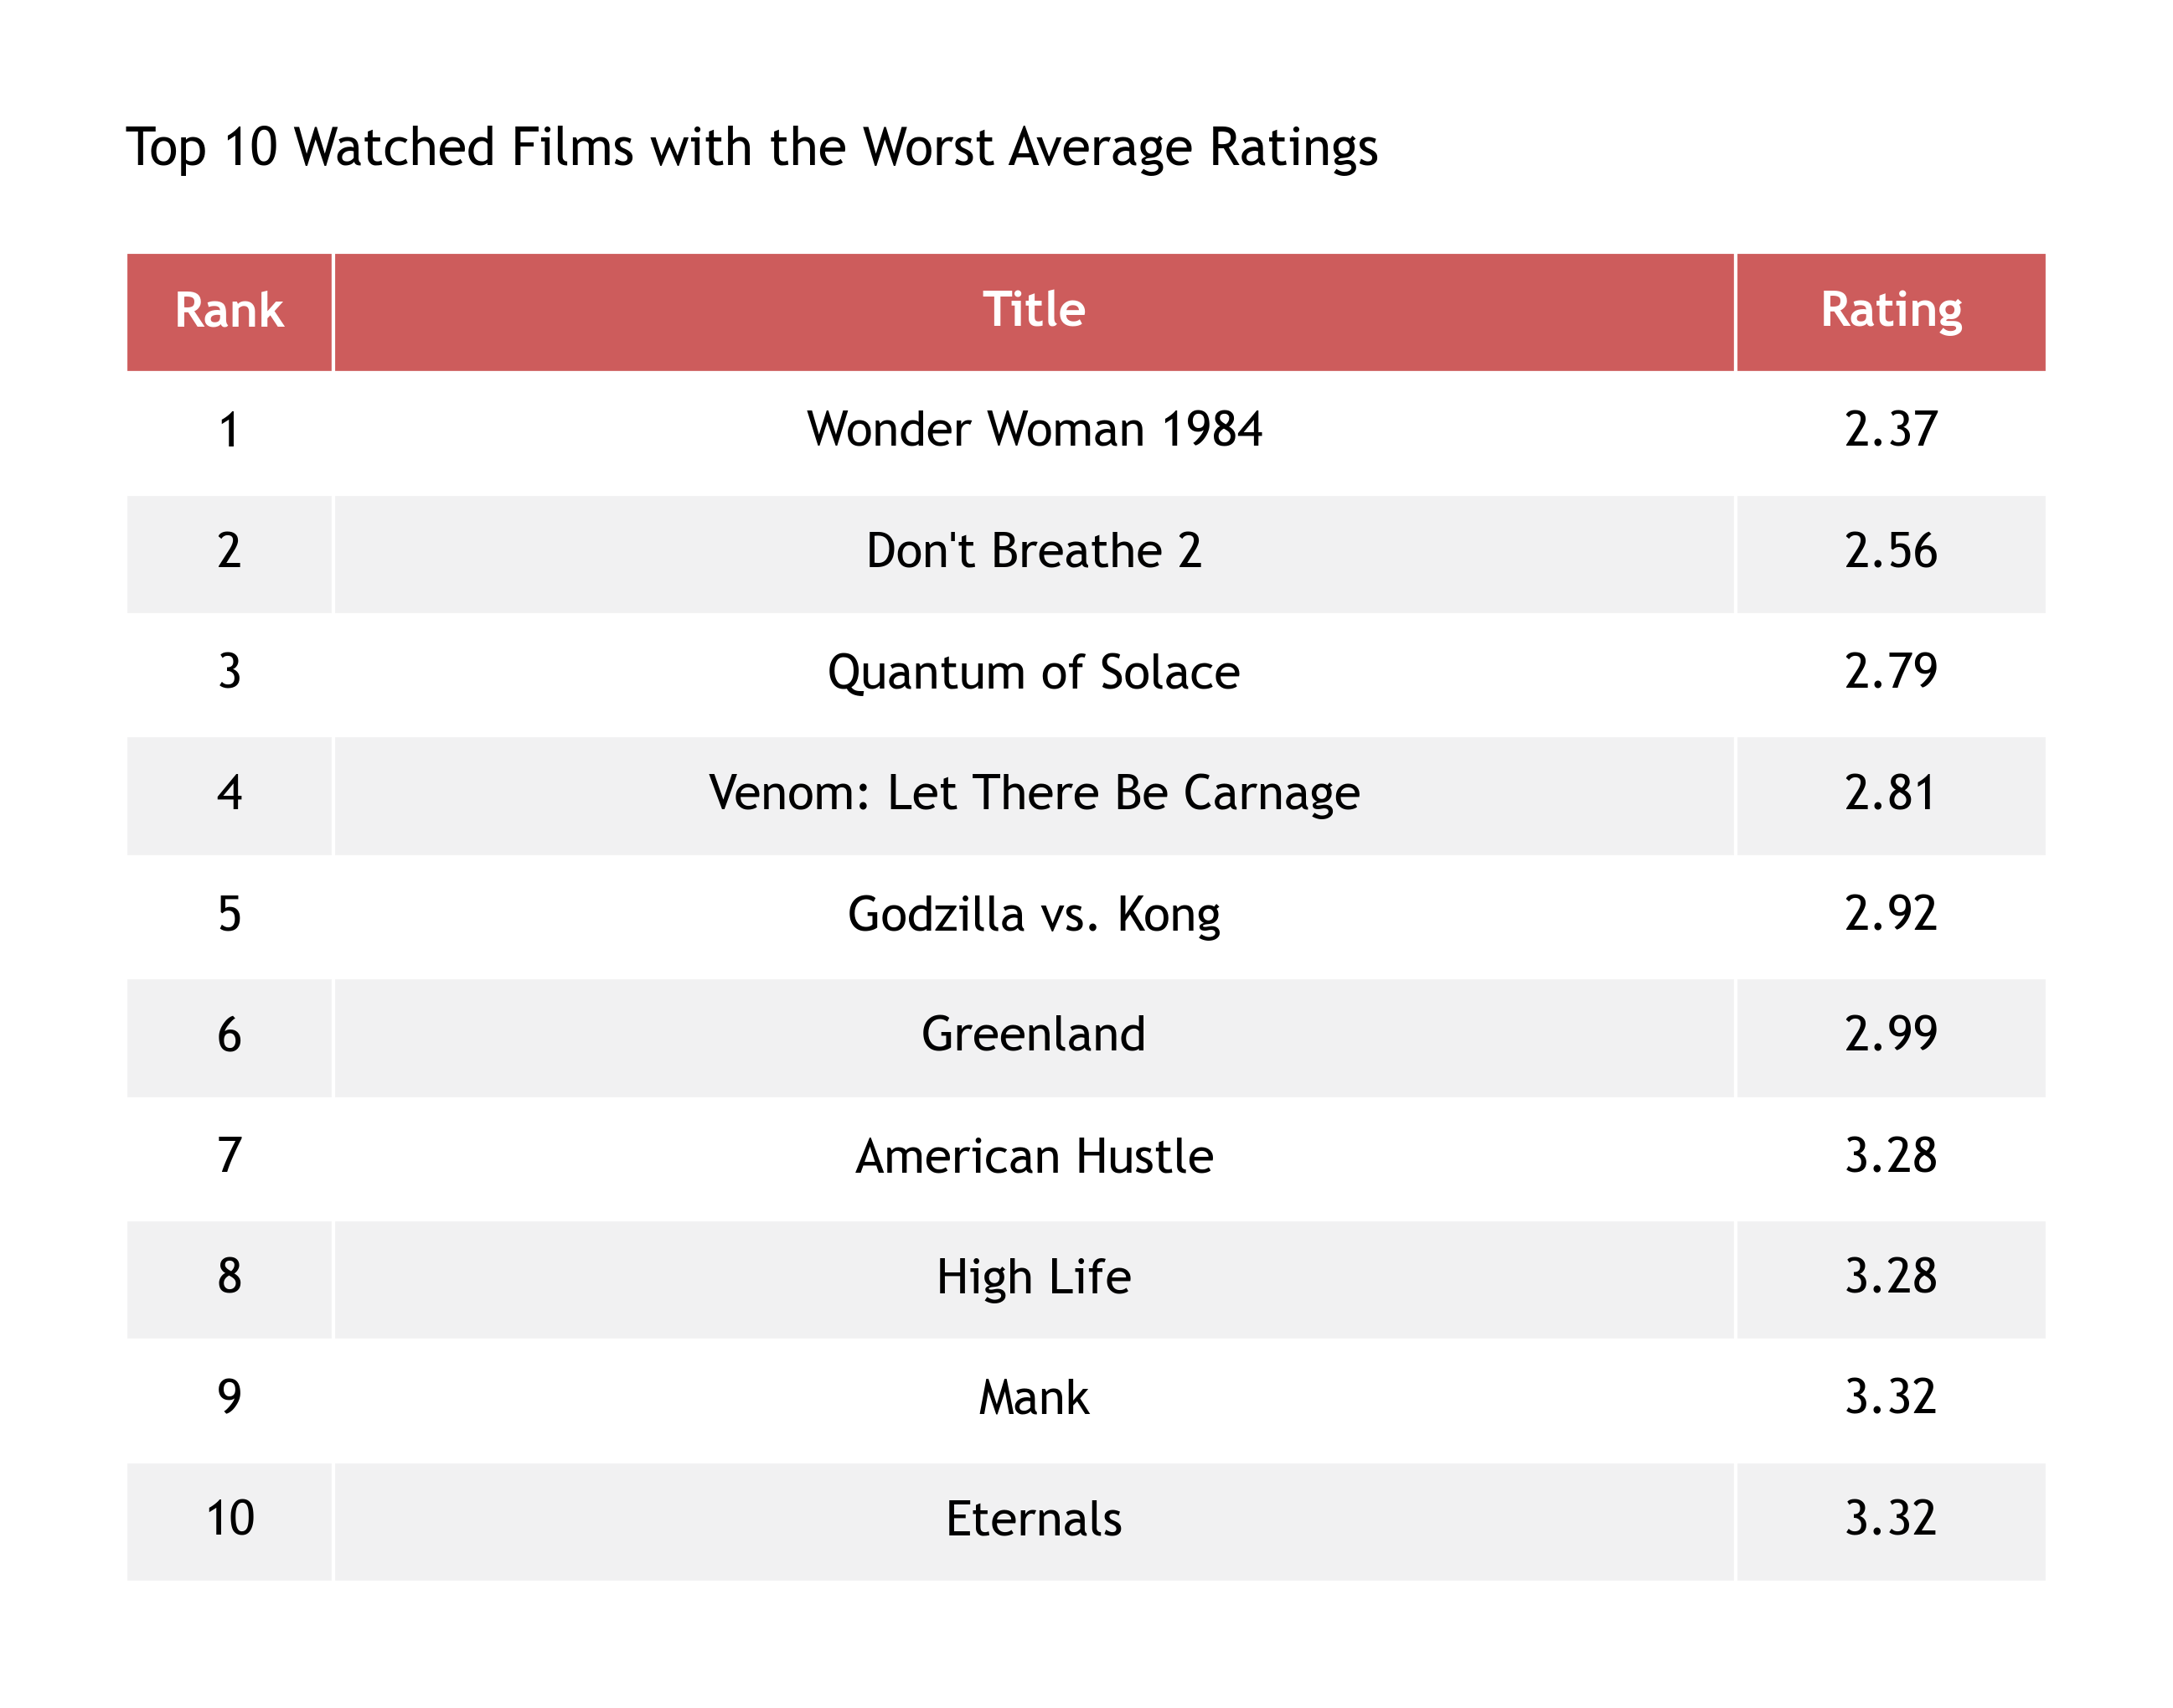 Top 10 Watched Films with the Worst Average Ratings
Rank Title Rating
1 Wonder Woman 1984 2.37
2 Don't Breathe 2 2.56
3 Quantum of Solace 2.79
4 Venom: Let There Be Carnage 2.81
5 Godzilla vs. Kong 2.92
6 Greenland 2.99
7 American Hustle 3.28
8 High Life 3.28
9 Mank 3.32
10 Eternals 3.32